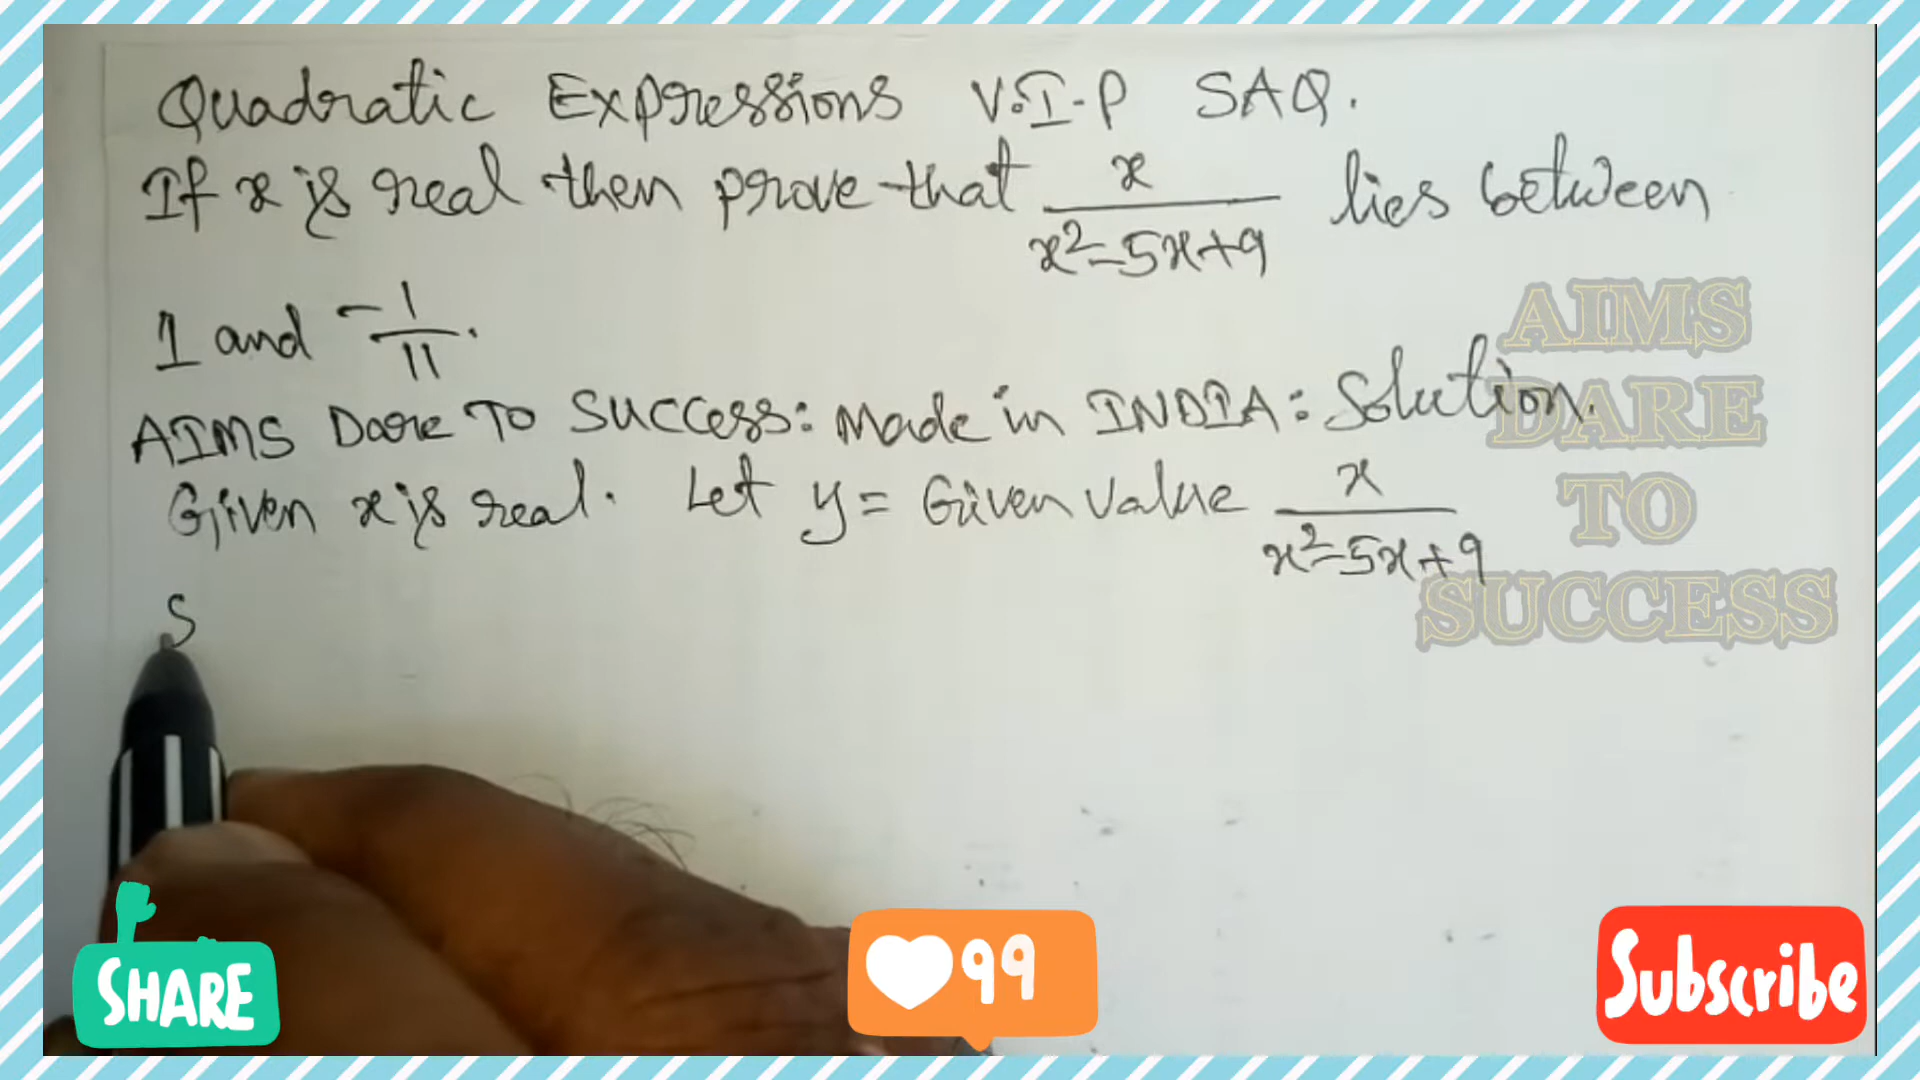 Quadratic Expressions V.I.P SAQ.
If x is real then prove that x/(x²-5x+9) lies between
1 and -1/11.
AIMS Dare To Success: Made in INDIA: Solution.
Given x is real. Let y = Given value x/(x²-5x+9)
S
AIMS
DARE
TO
SUCCESS
SHARE
99
Subscribe